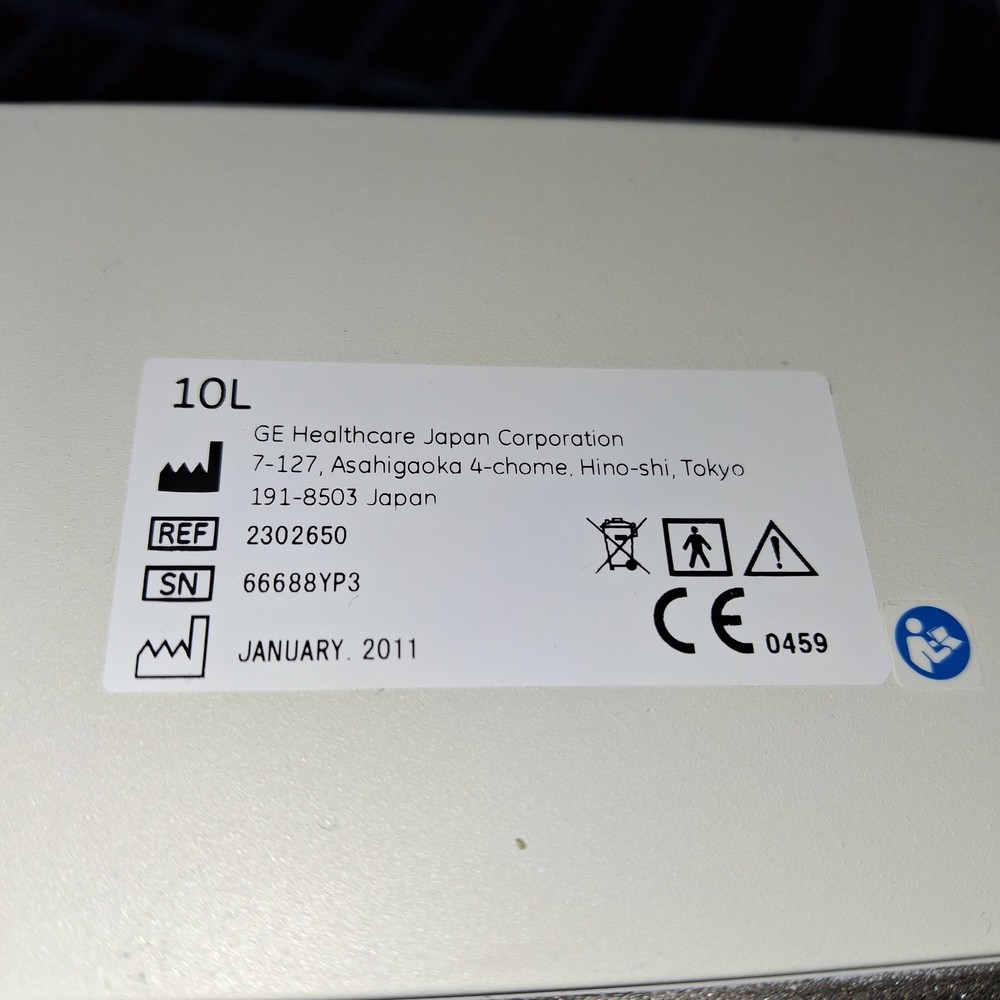 10L
GE Healthcare Japan Corporation
7-127, Asahigaoka 4-chome, Hino-shi, Tokyo
191-8503 Japan
REF 2302650
SN 66688YP3
JANUARY. 2011
CE 0459